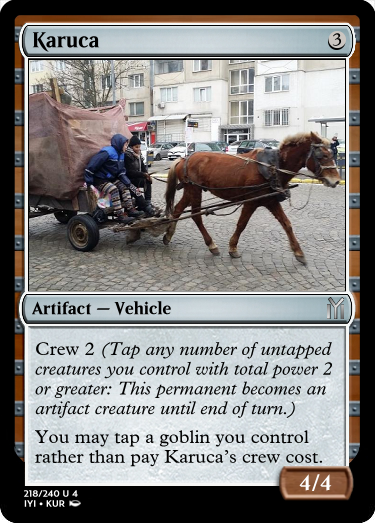 Karuca 3
Artifact — Vehicle
Crew 2 (Tap any number of untapped
creatures you control with total power 2
or greater: This permanent becomes an
artifact creature until end of turn.)
You may tap a goblin you control
rather than pay Karuca's crew cost.
4/4
218/240 U 4
IYI • KUR